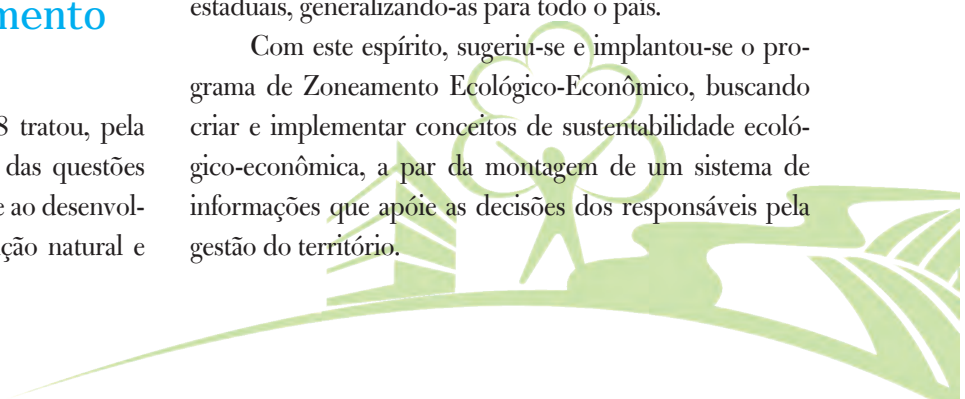 mento
8 tratou, pela
das questões
e ao desenvol-
ção natural e
estaduais, generalizando-as para todo o país.
Com este espírito, sugeriu-se e implantou-se o pro-
grama de Zoneamento Ecológico-Econômico, buscando
criar e implementar conceitos de sustentabilidade ecoló-
gico-econômica, a par da montagem de um sistema de
informações que apóie as decisões dos responsáveis pela
gestão do território.